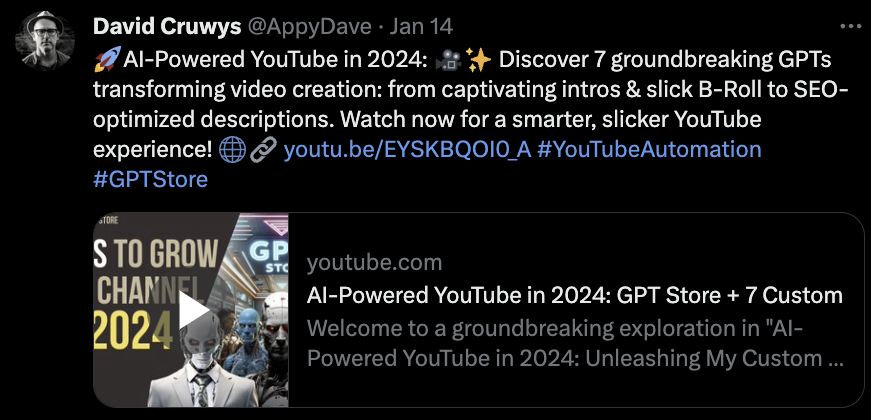 David Cruwys @AppyDave · Jan 14
🚀AI-Powered YouTube in 2024: 🎥✨ Discover 7 groundbreaking GPTs
transforming video creation: from captivating intros & slick B-Roll to SEO-
optimized descriptions. Watch now for a smarter, slicker YouTube
experience! 🌐🔗 youtu.be/EYSKBQOI0_A #YouTubeAutomation
#GPTStore
STORE
S TO GROW
CHANNEL
2024
GP
STO
youtube.com
AI-Powered YouTube in 2024: GPT Store + 7 Custom
Welcome to a groundbreaking exploration in "AI-
Powered YouTube in 2024: Unleashing My Custom ...